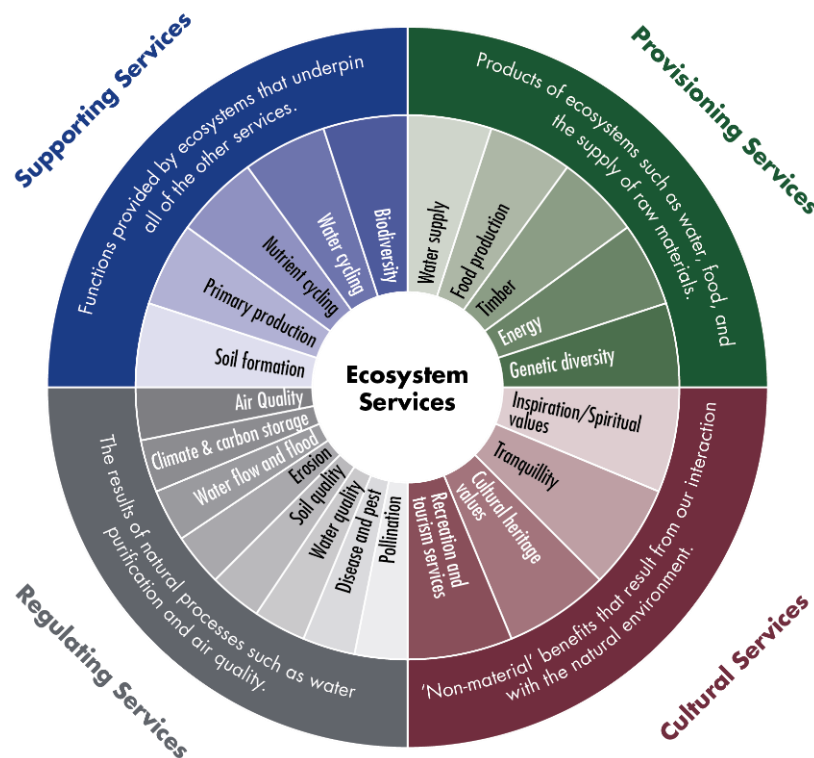 Supporting Services
Functions provided by ecosystems that underpin
all of the other services.
Soil formation
Primary production
Nutrient cycling
Water cycling
Biodiversity
Provisioning Services
Products of ecosystems such as water, food, and
the supply of raw materials.
Water supply
Food production
Timber
Energy
Genetic diversity
Ecosystem
Services
Cultural Services
'Non-material' benefits that result from our interaction
with the natural environment.
Inspiration/Spiritual
values
Tranquillity
Cultural heritage
values
Recreation and
tourism services
Regulating Services
The results of natural processes such as water
purification and air quality.
Air Quality
Climate & carbon storage
Water flow and flood
Erosion
Soil quality
Water quality
Disease and pest
Pollination